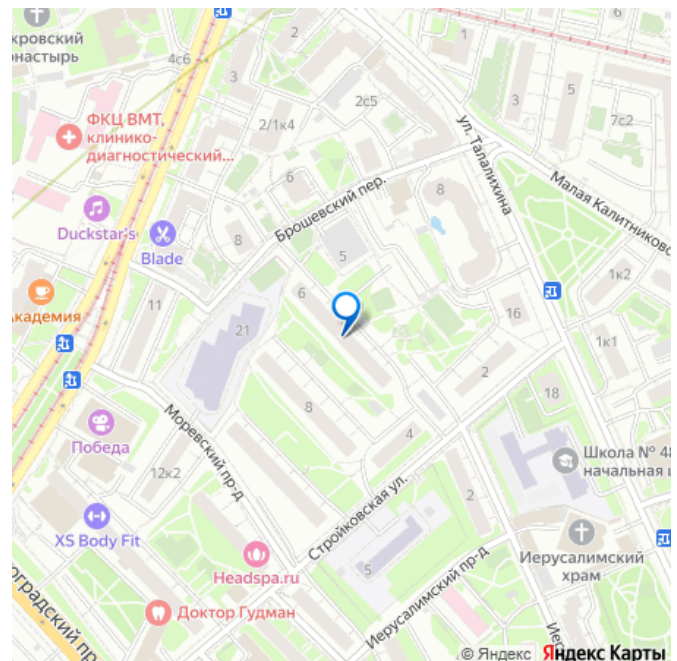 кровский
настырь
4с6
2
3
2с5
2/1к4
3
5
7с2
ФКЦ ВМТ,
клинико-
диагностический...
ул. Талалихина
6
Брошевский пер.
8
Малая Калитниковс
Duckstar's
Blade
8
5
1к2
6
Академия
11
21
16
1к1
2
18
8
4
Победа
Моревский пр-д
12к2
Стройковская ул.
Школа № 48
начальная ш
XS Body Fit
2
Иерусалимский
храм
Headspa.ru
5
Иерусалимский пр-д
Доктор Гудман
оградский пр
Иер
© Яндекс Яндекс Карты